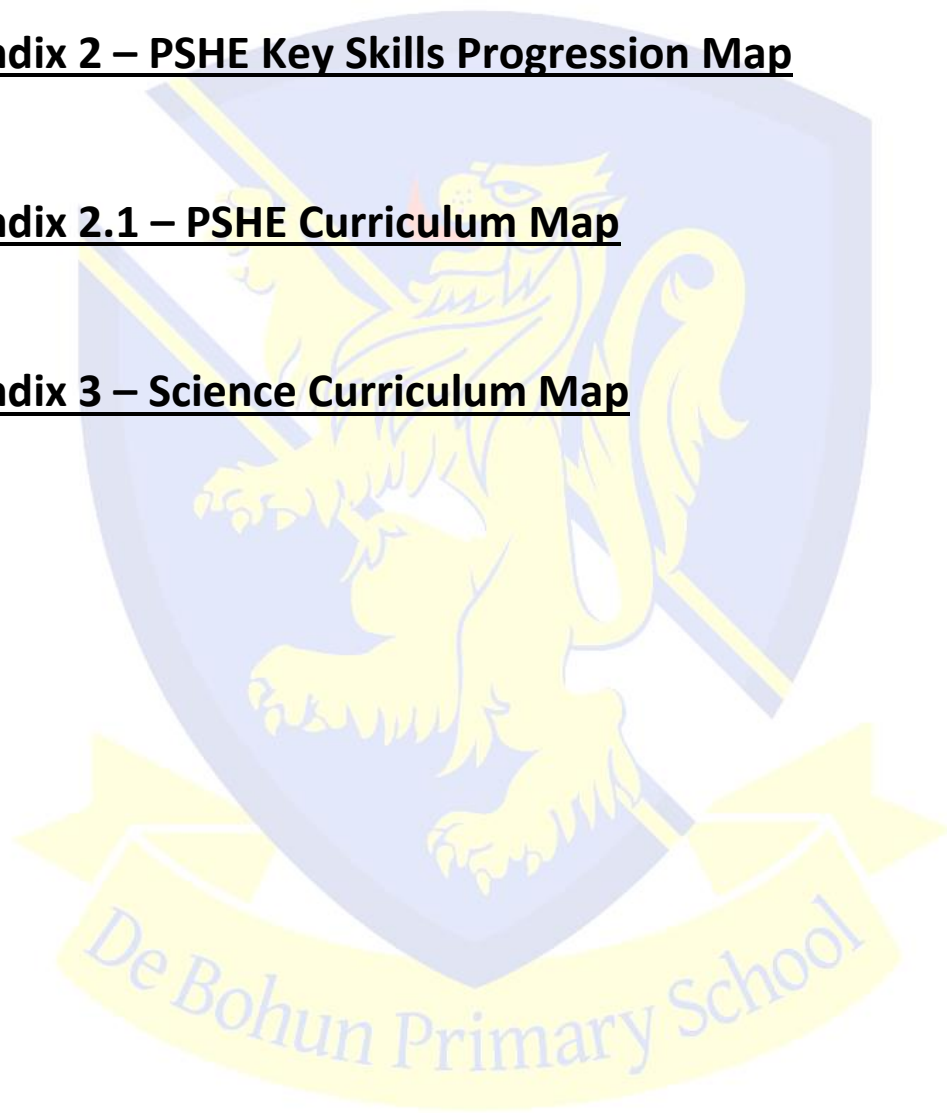 ndix 2 – PSHE Key Skills Progression Map
ndix 2.1 – PSHE Curriculum Map
ndix 3 – Science Curriculum Map
De Bohun Primary School